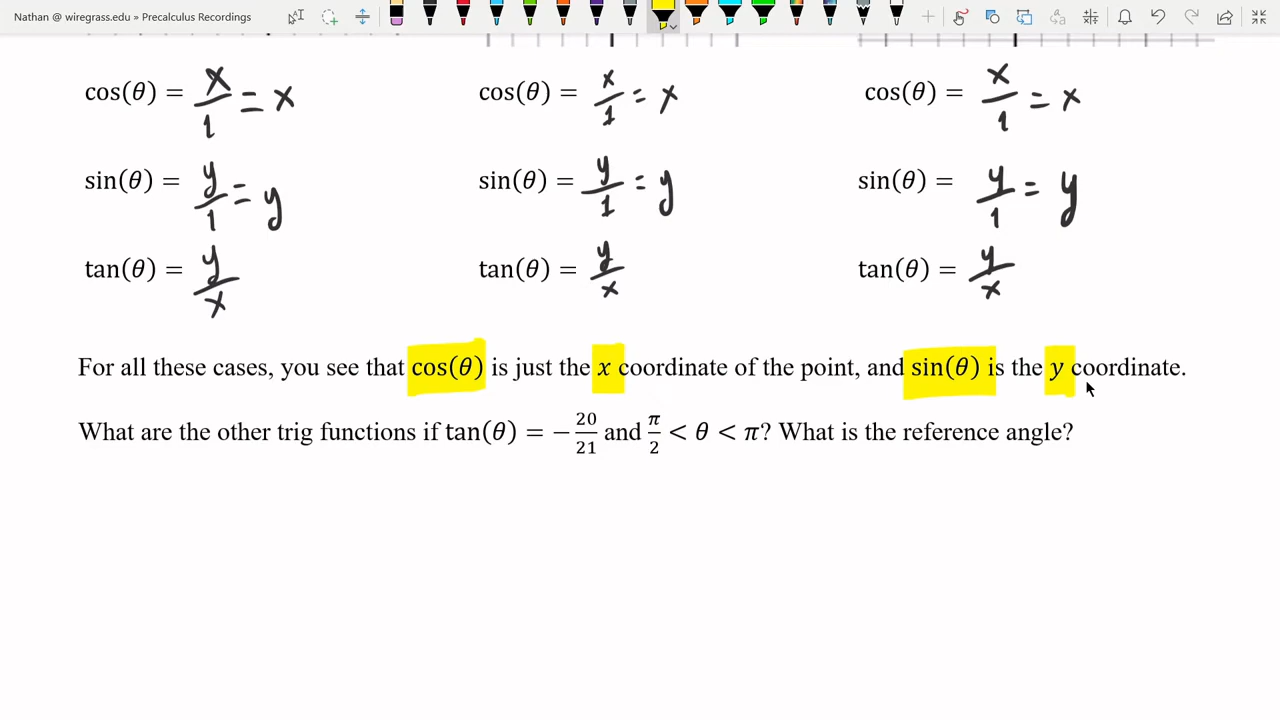 Nathan @ wiregrass.edu » Precalculus Recordings
cos(θ) = x/1 = x cos(θ) = x/1 = x cos(θ) = x/1 = x
sin(θ) = y/1 = y sin(θ) = y/1 = y sin(θ) = y/1 = y
tan(θ) = y/x tan(θ) = y/x tan(θ) = y/x
For all these cases, you see that cos(θ) is just the x coordinate of the point, and sin(θ) is the y coordinate.
What are the other trig functions if tan(θ) = −20/21 and π/2 < θ < π? What is the reference angle?